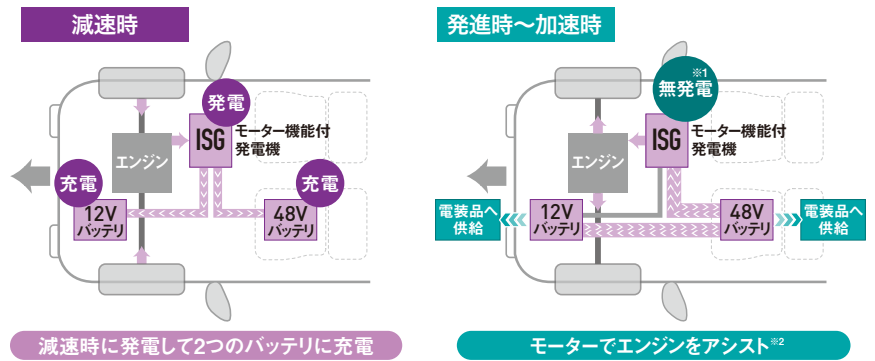 減速時
発電
ISG
モーター機能付
発電機
エンジン
充電
充電
12V
バッテリ
48V
バッテリ
減速時に発電して2つのバッテリに充電
発進時～加速時
※1
無発電
ISG
モーター機能付
発電機
エンジン
電装品へ
供給
12V
バッテリ
48V
バッテリ
電装品へ
供給
モーターでエンジンをアシスト※2